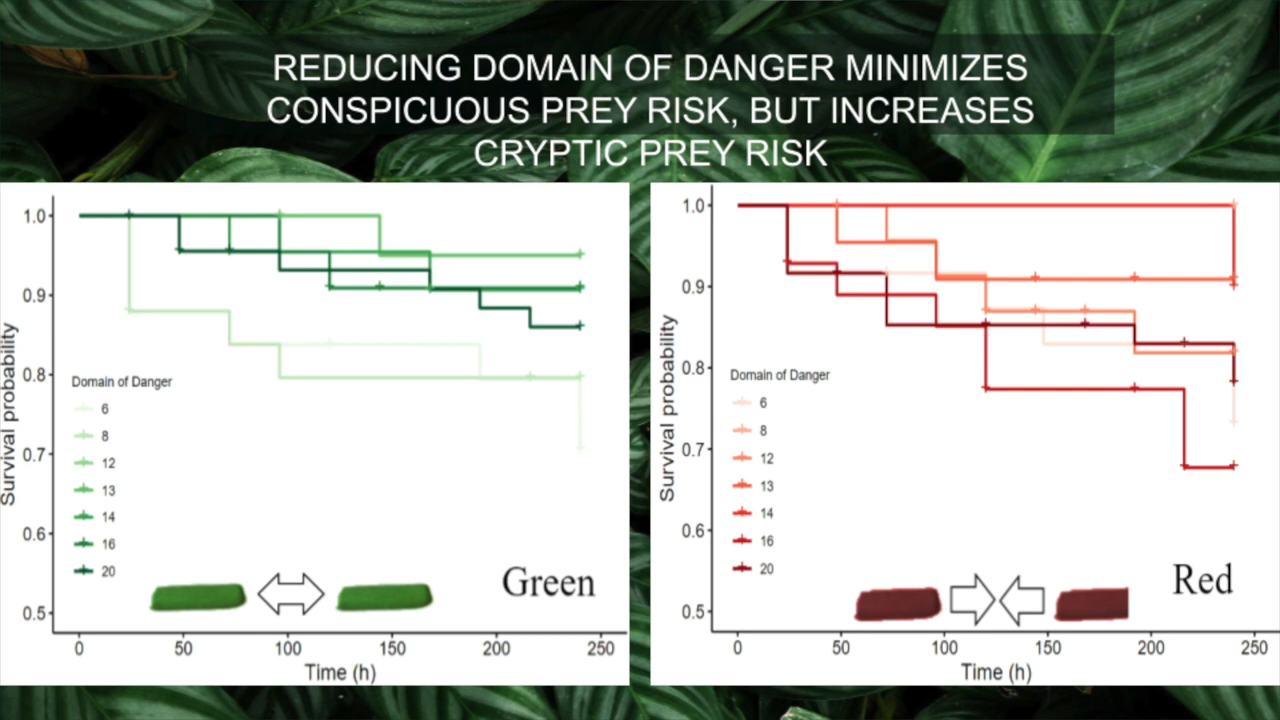 REDUCING DOMAIN OF DANGER MINIMIZES
CONSPICUOUS PREY RISK, BUT INCREASES
CRYPTIC PREY RISK
Survival probability
1.0
0.9
0.8
0.7
0.6
0.5
Domain of Danger
6
8
12
13
14
16
20
Green
0 50 100 150 200 250
Time (h)
Survival probability
1.0
0.9
0.8
0.7
0.6
0.5
Domain of Danger
6
8
12
13
14
16
20
Red
0 50 100 150 200 250
Time (h)